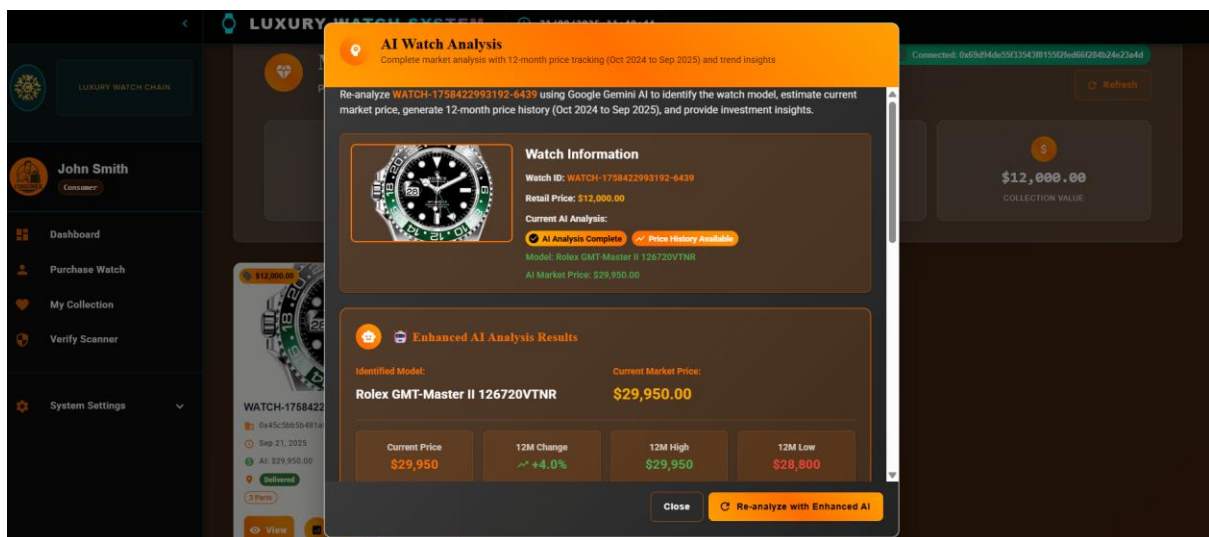 LUXURY WATCH SYSTEM
AI Watch Analysis
Complete market analysis with 12-month price tracking (Oct 2024 to Sep 2025) and trend insights
LUXURY WATCH CHAIN
Refresh
Re-analyze WATCH-1758422993192-6439 using Google Gemini AI to identify the watch model, estimate current
market price, generate 12-month price history (Oct 2024 to Sep 2025), and provide investment insights.
John Smith
Consumer
Watch Information
Watch ID: WATCH-1758422993192-6439
Retail Price: $12,000.00
Current AI Analysis:
AI Analysis Complete
Price History Available
Model: Rolex GMT-Master II 126720VTNR
AI Market Price: $29,950.00
$12,000.00
COLLECTION VALUE
Dashboard
Purchase Watch
My Collection
Verify Scanner
System Settings
$12,000.00
WATCH-1758422
Sep 21, 2025
AI: $29,950.00
Delivered
3 Parts
View
Enhanced AI Analysis Results
Identified Model:
Current Market Price:
Rolex GMT-Master II 126720VTNR
$29,950.00
Current Price
12M Change
12M High
12M Low
$29,950
+4.0%
$29,950
$28,800
Close
Re-analyze with Enhanced AI